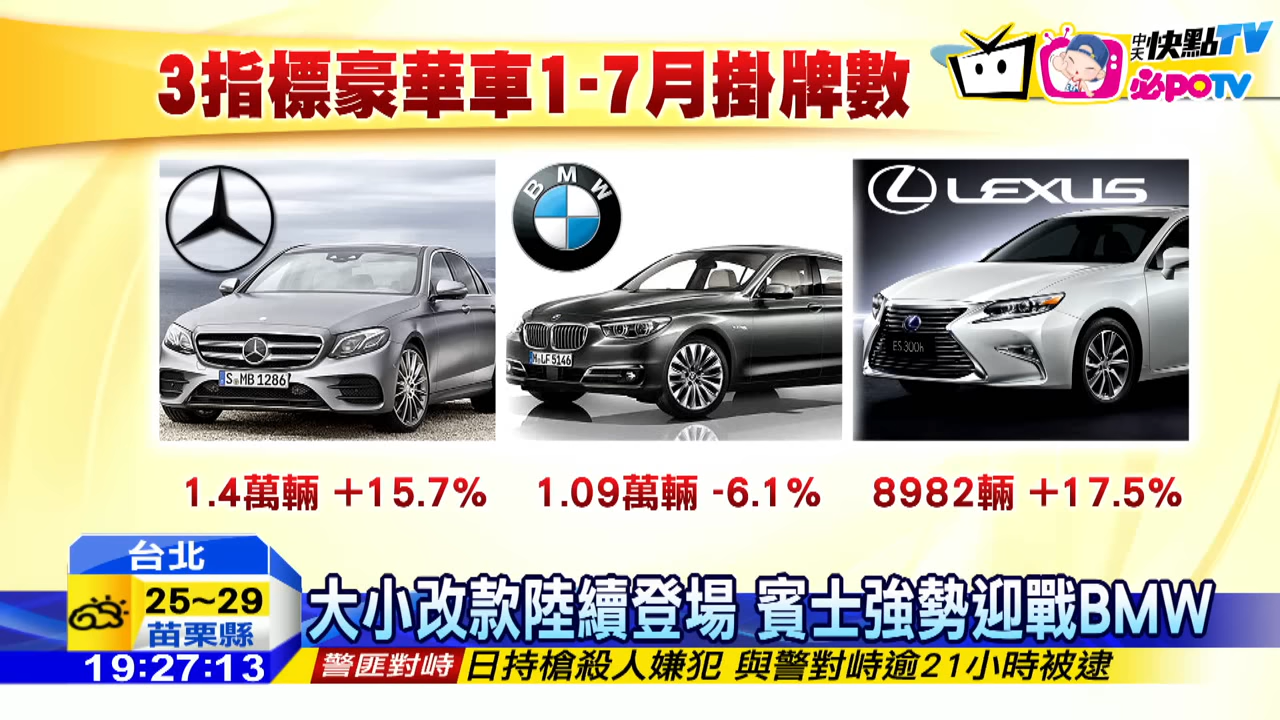 3指標豪華車1-7月掛牌數
中天快點TV
必POTV
BMW
LEXUS
S MB 1286
M LF 5146
ES 300h
1.4萬輛 +15.7%
1.09萬輛 -6.1%
8982輛 +17.5%
台北
25~29
苗栗縣
19:27:13
大小改款陸續登場 賓士強勢迎戰BMW
警匪對峙
日持槍殺人嫌犯 與警對峙逾21小時被逮